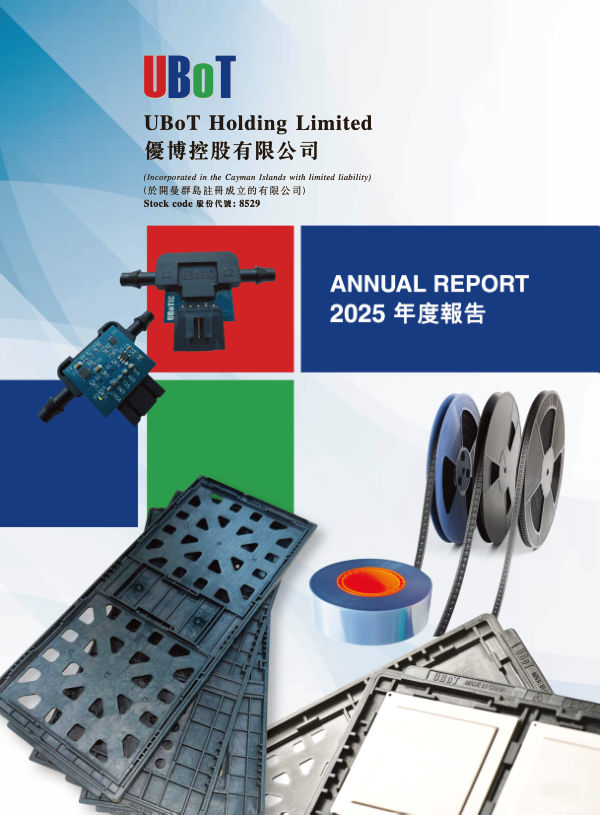 UBoT
UBoT Holding Limited
優博控股有限公司
(Incorporated in the Cayman Islands with limited liability)
(於開曼群島註冊成立的有限公司)
Stock code 股份代號: 8529
ANNUAL REPORT
2025 年度報告
UBoTIC
UBoT
MADE IN